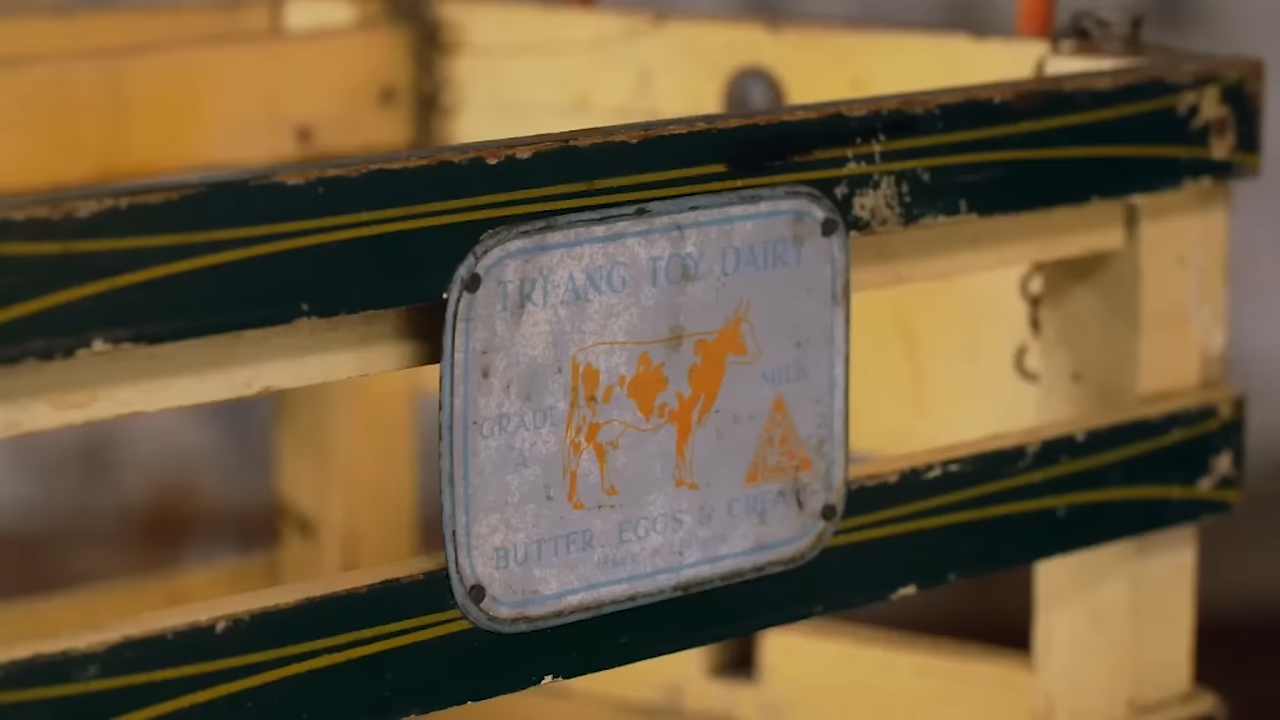 TRI ANG TOY DAIRY
MILK
GRADE
A
BUTTER, EGGS & CREAM